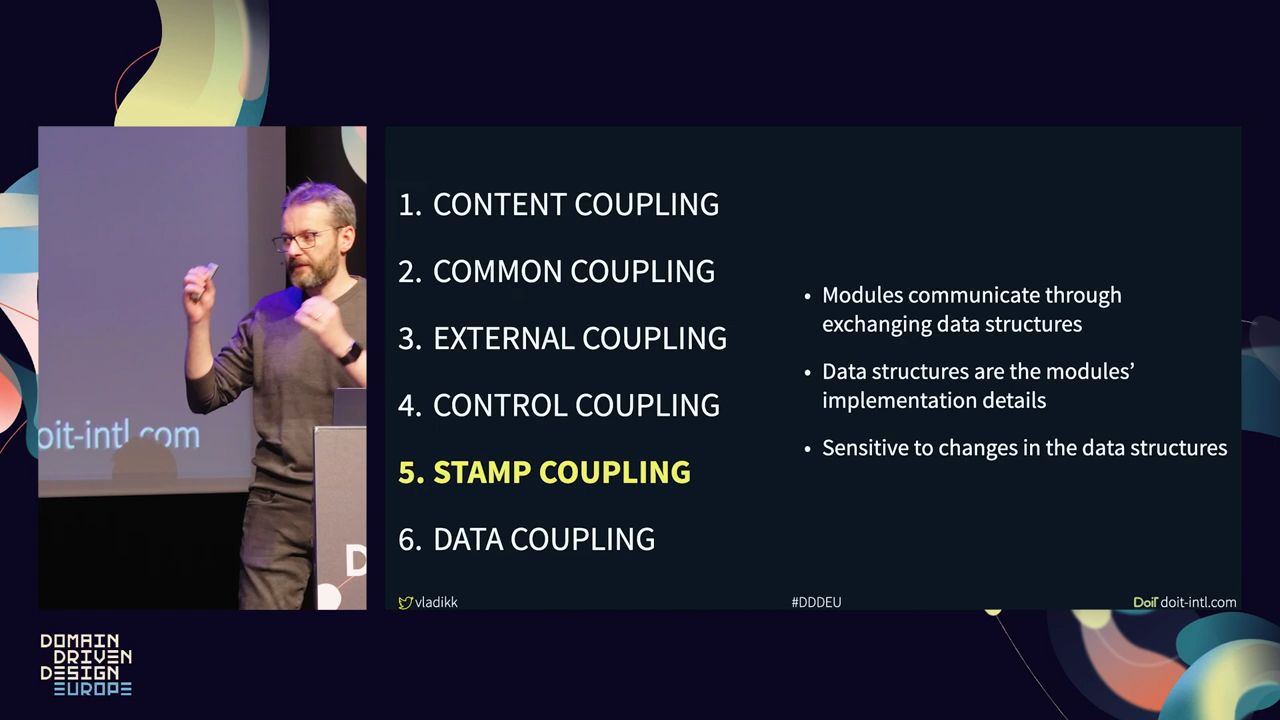 1. CONTENT COUPLING
2. COMMON COUPLING
3. EXTERNAL COUPLING
4. CONTROL COUPLING
5. STAMP COUPLING
6. DATA COUPLING
• Modules communicate through
exchanging data structures
• Data structures are the modules’
implementation details
• Sensitive to changes in the data structures
vladikk
#DDDEU
DoiT doit-intl.com
oit-intl.com
D
DOMAIN
DRIVEN
DESIGN
EUROPE